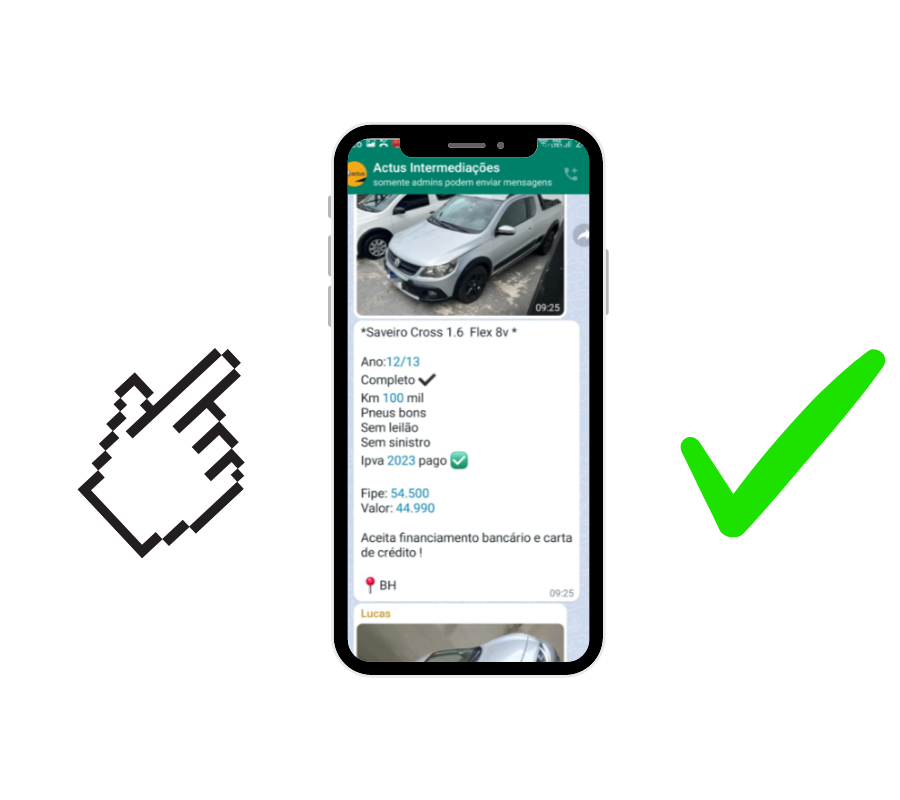 Actus Intermediações
somente admins podem enviar mensagens
09:25
*Saveiro Cross 1.6 Flex 8v *
Ano:12/13
Completo ✔
Km 100 mil
Pneus bons
Sem leilão
Sem sinistro
Ipva 2023 pago ✅
Fipe: 54.500
Valor: 44.990
Aceita financiamento bancário e carta
de crédito !
📍 BH
09:25
Lucas